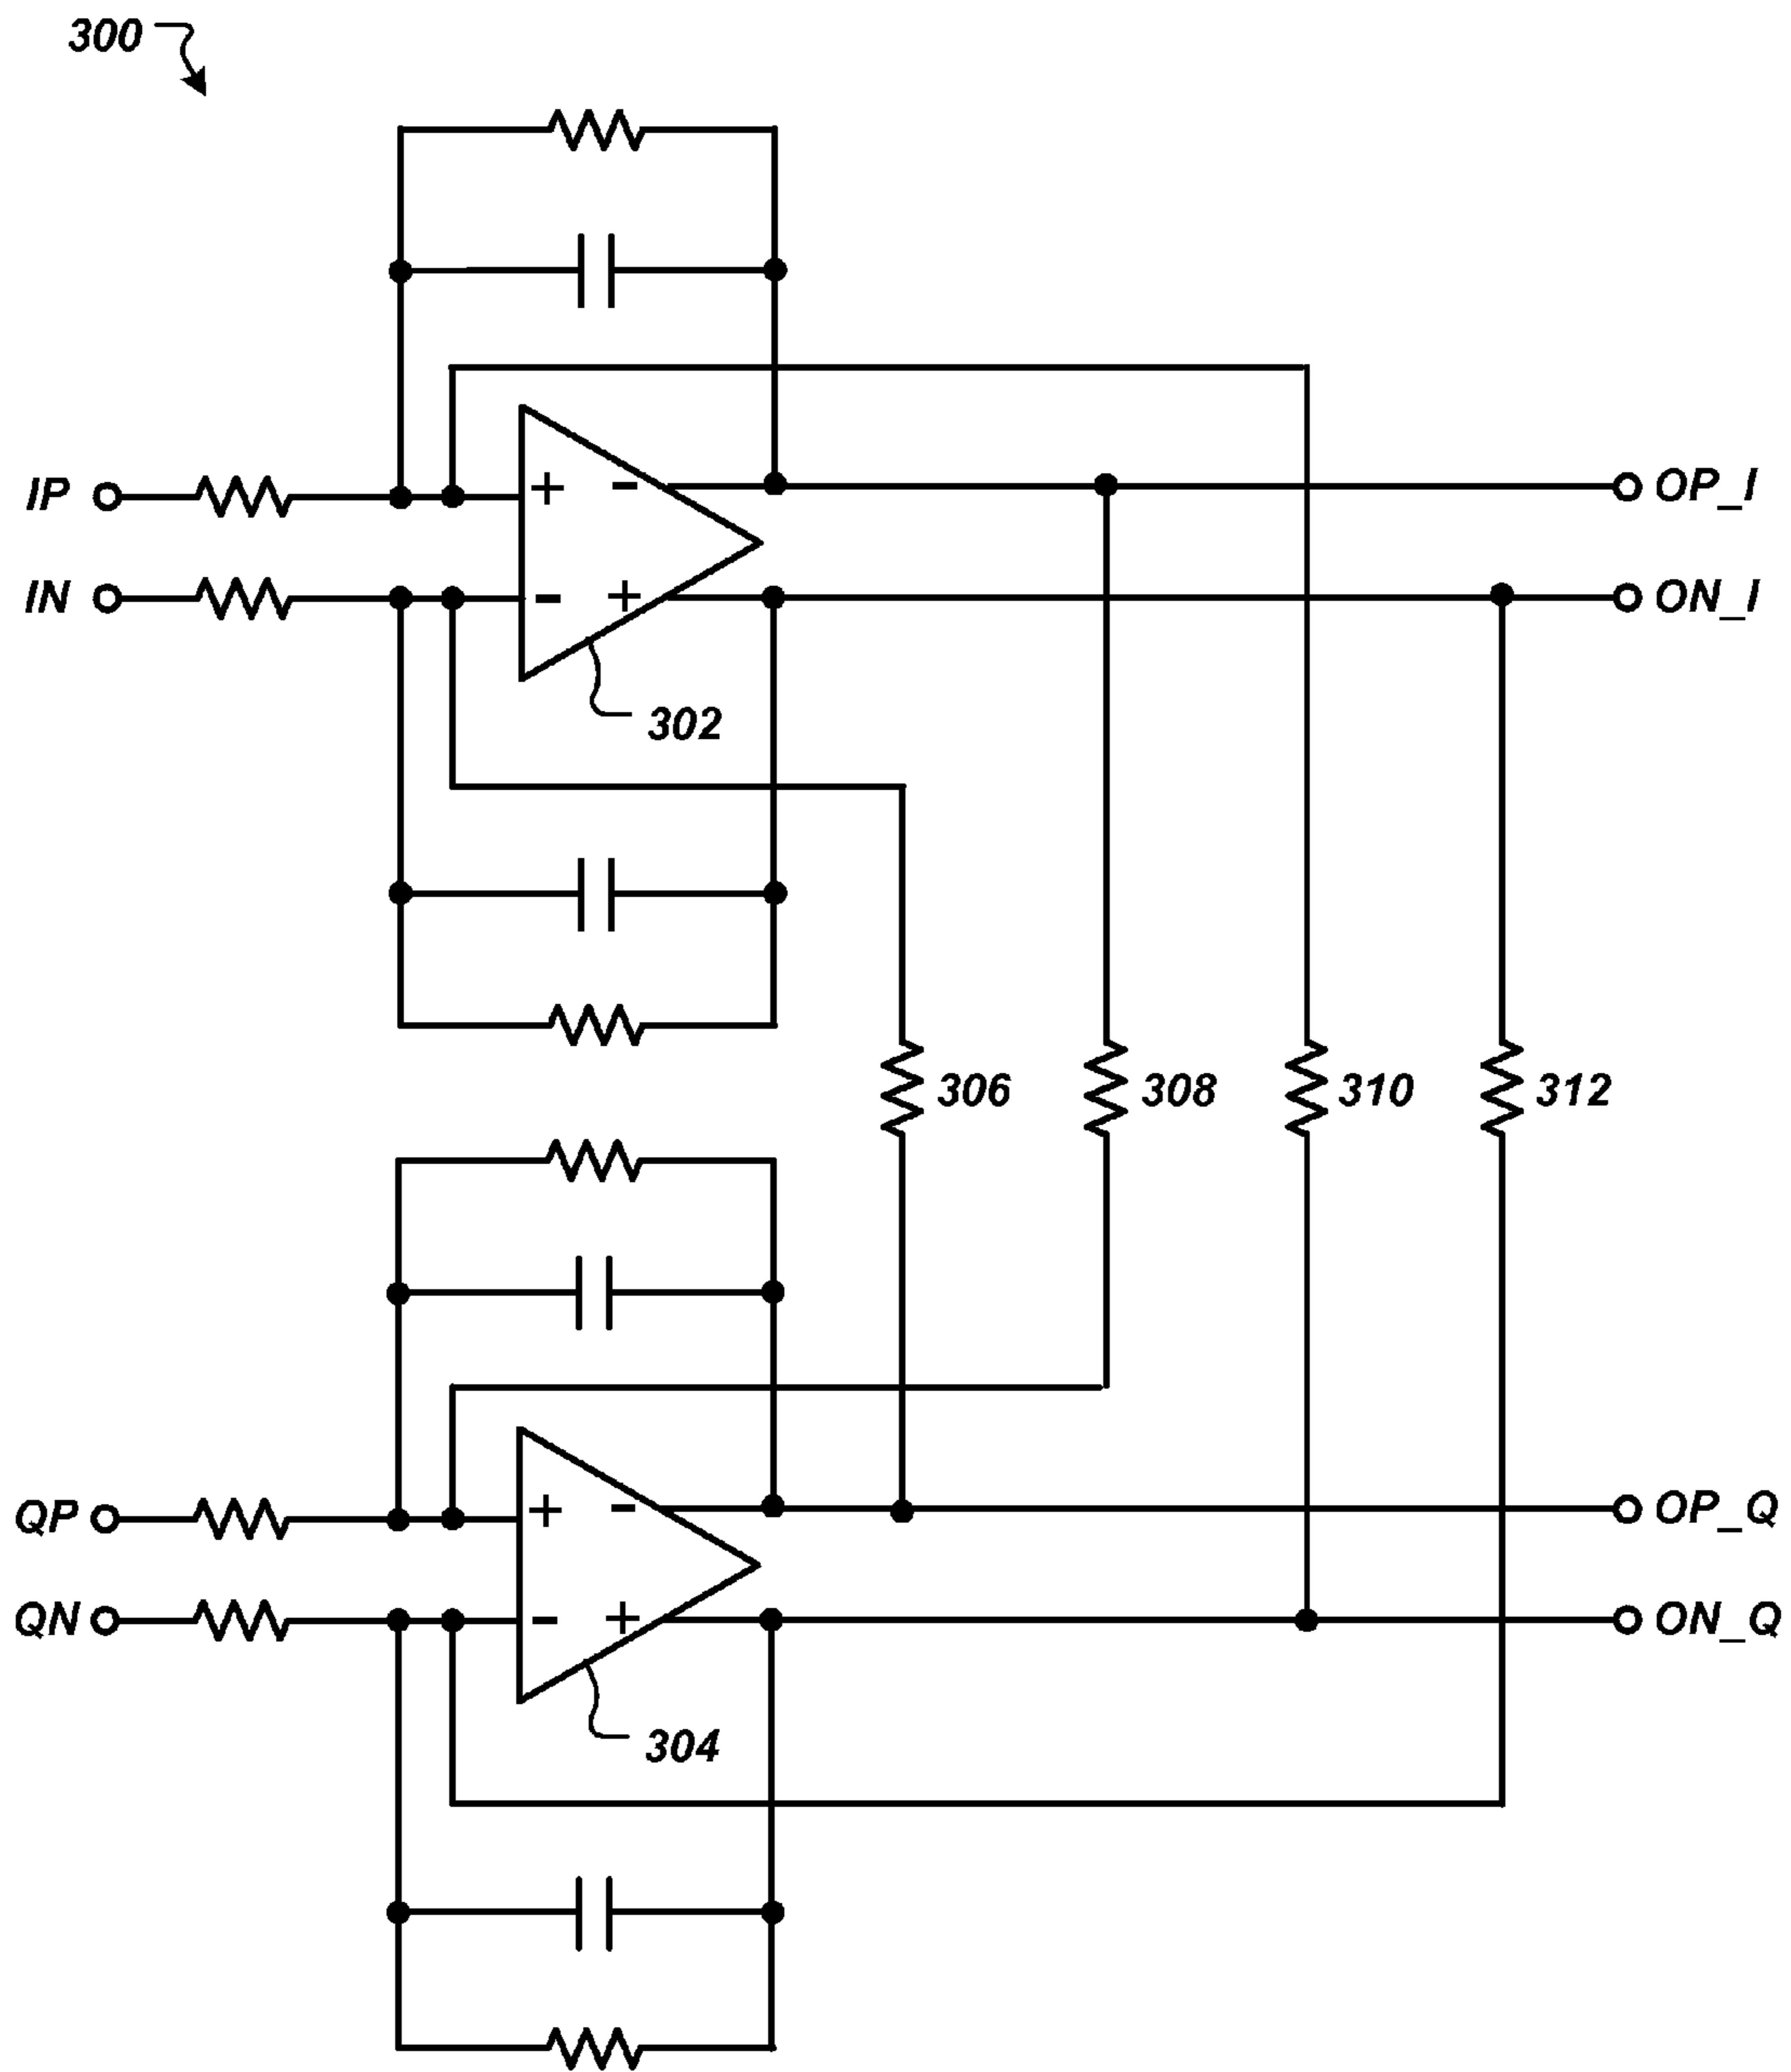 300
IP
+
-
OP_I
IN
-
+
ON_I
302
306
308
310
312
QP
+
-
OP_Q
QN
-
+
ON_Q
304